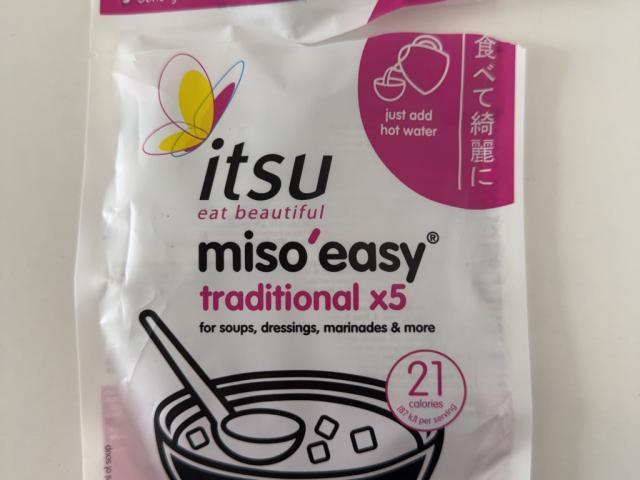 just add
hot water
食べて綺麗に
itsu
eat beautiful
miso'easy®
traditional x5
for soups, dressings, marinades & more
21
calories
(87 kJ) per serving